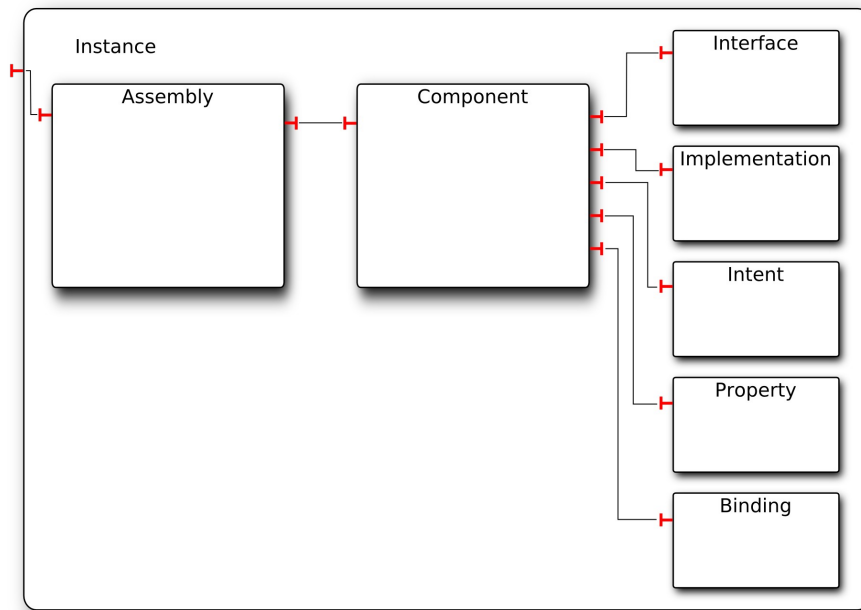 Instance
Assembly
Component
Interface
Implementation
Intent
Property
Binding